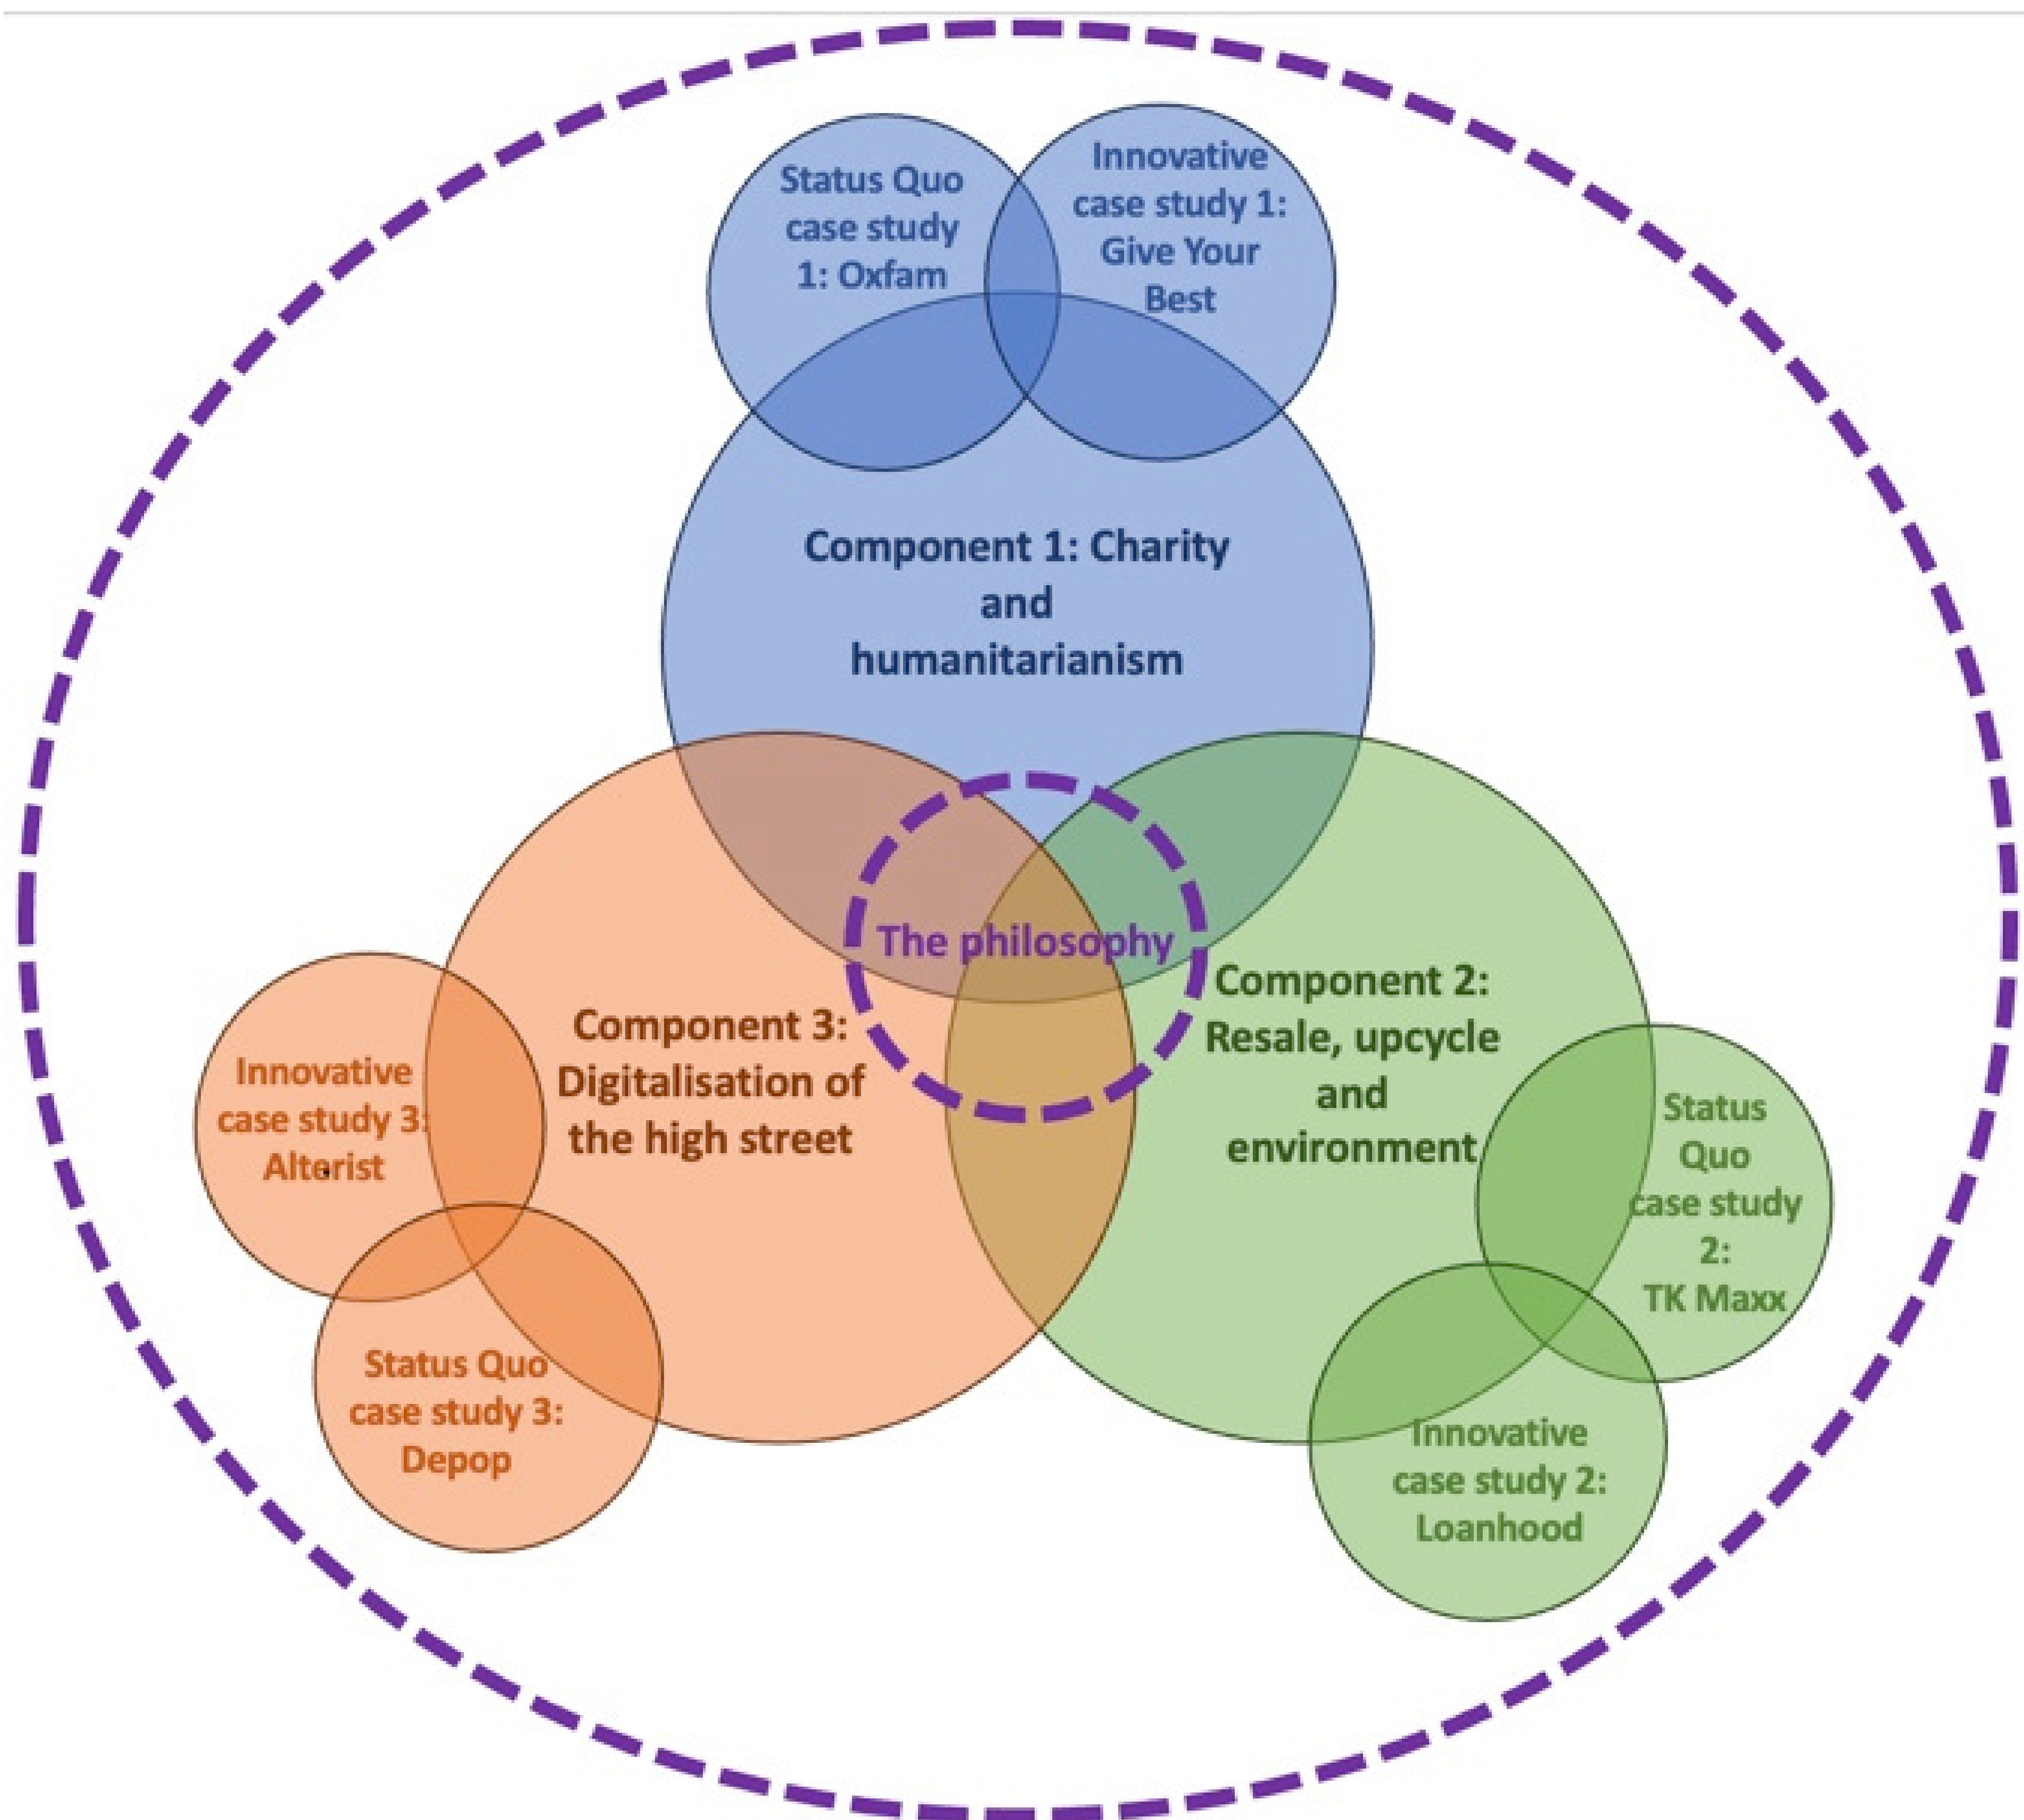 Status Quo
case study
1: Oxfam
Innovative
case study 1:
Give Your
Best
Component 1: Charity
and
humanitarianism
The philosophy
Component 3:
Digitalisation of
the high street
Component 2:
Resale, upcycle
and
environment
Innovative
case study 3:
Alterist
Status Quo
case study 3:
Depop
Status
Quo
case study
2:
TK Maxx
Innovative
case study 2:
Loanhood